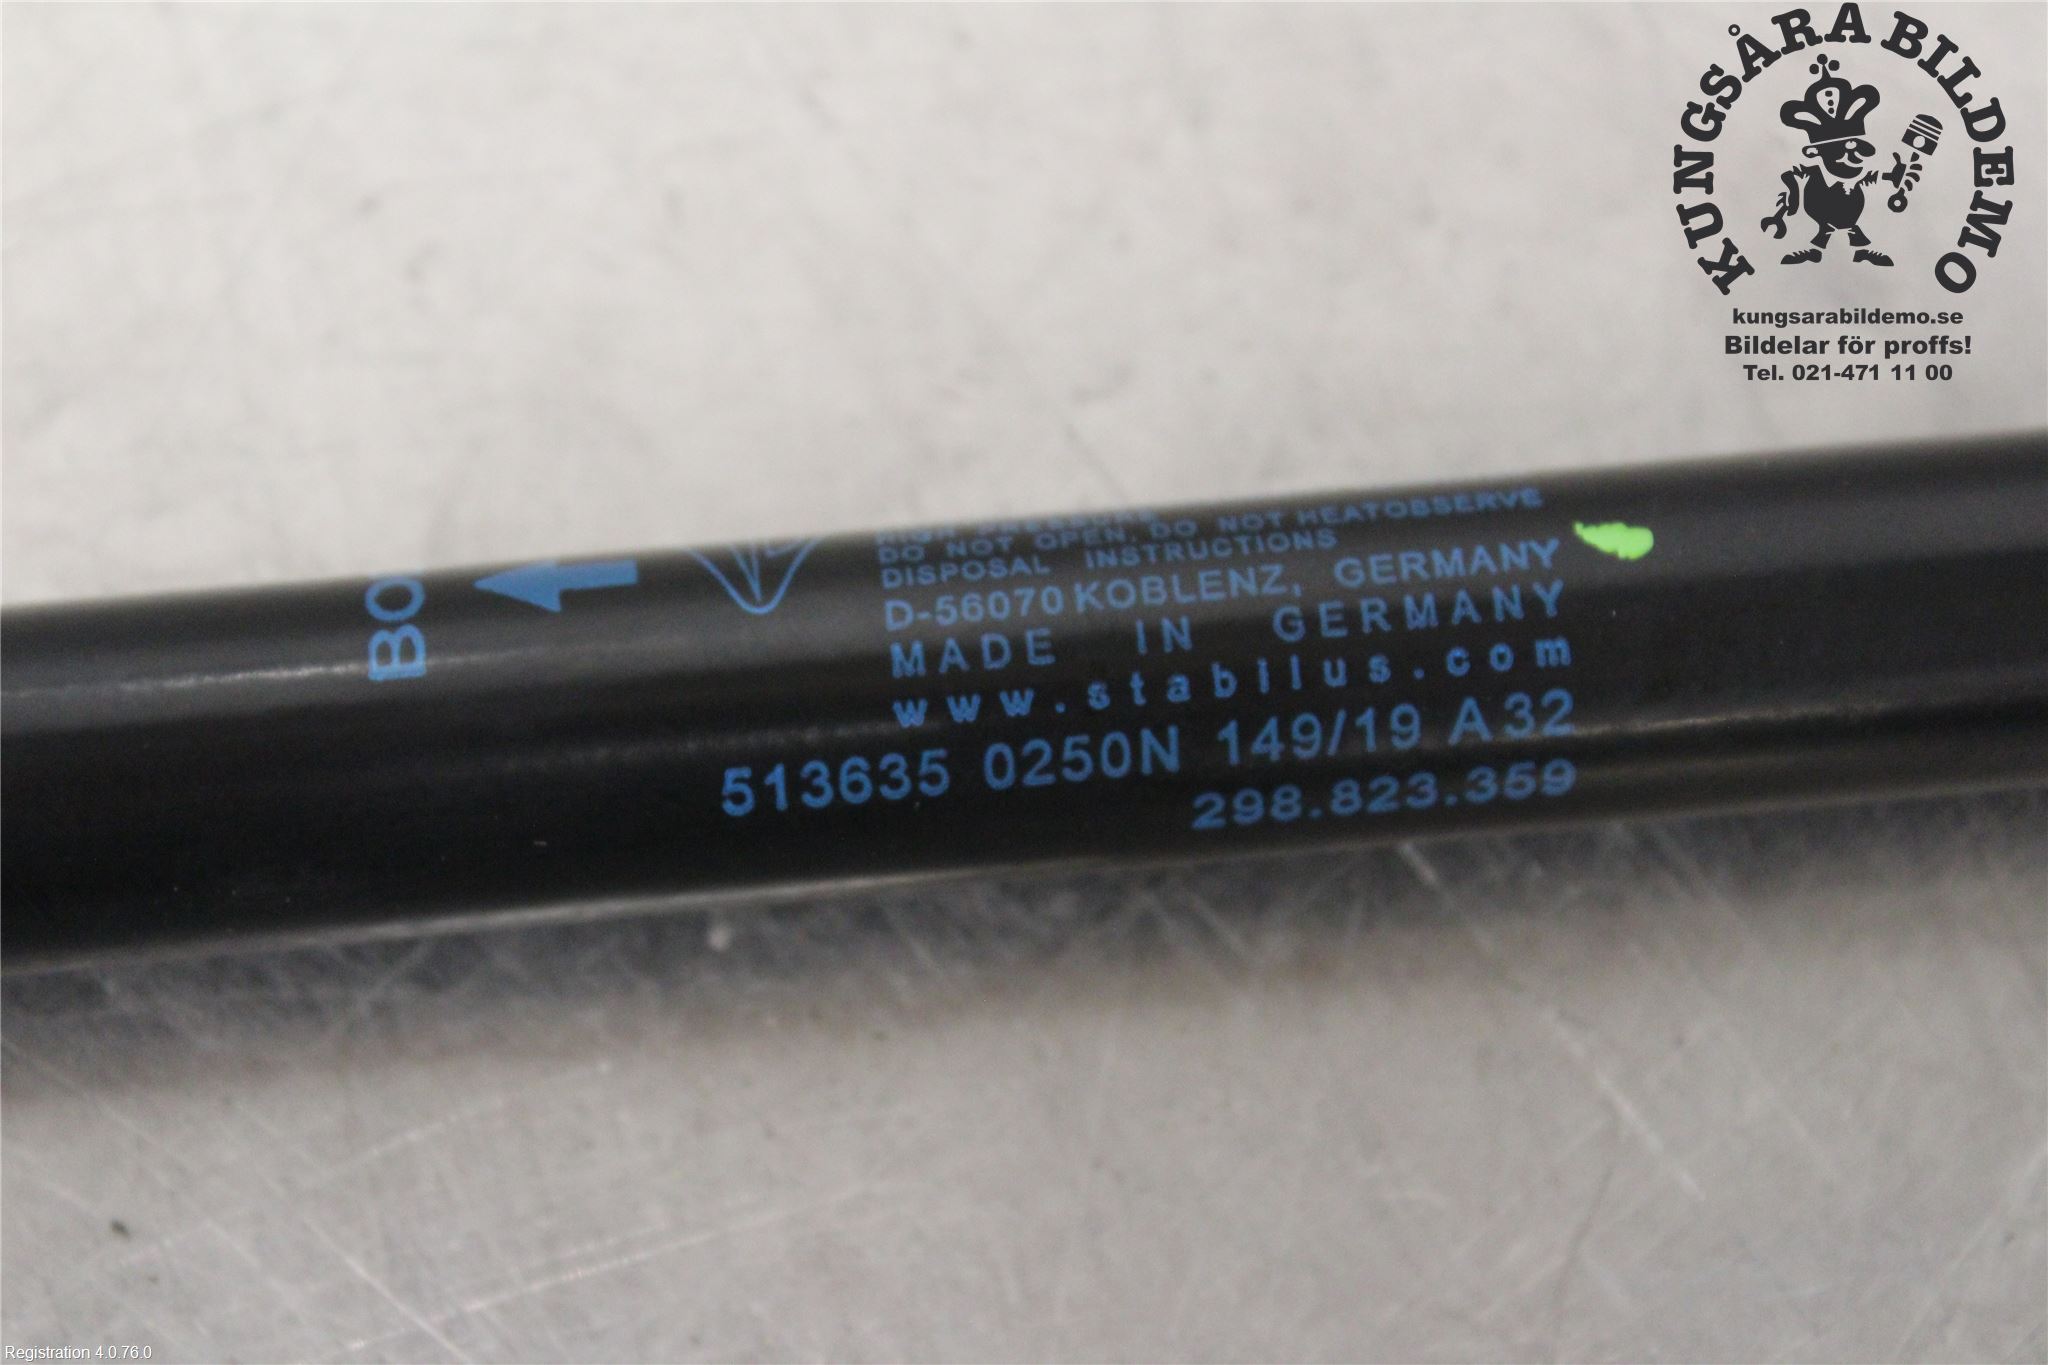 KUNGSÅRA BILDEMO
kungsarabildemo.se
Bildelar för proffs!
Tel. 021-471 11 00
HIGH PRESSURE
DO NOT OPEN, DO NOT HEATOBSERVE
DISPOSAL INSTRUCTIONS
D-56070 KOBLENZ, GERMANY
MADE IN GERMANY
www.stabilus.com
513635 0250N 149/19 A32
298.823.359
Registration 4.0.76.0